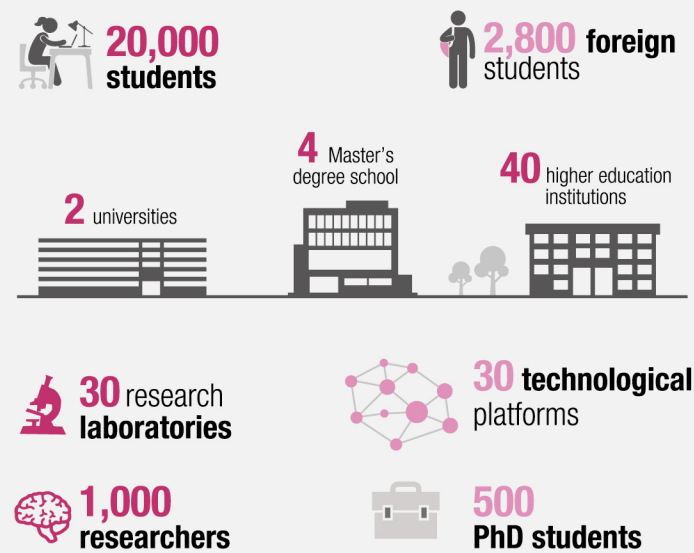 20,000
students
2,800 foreign
students
4 Master's
degree school
40 higher education
institutions
2 universities
30 research
laboratories
30 technological
platforms
1,000
researchers
500
PhD students